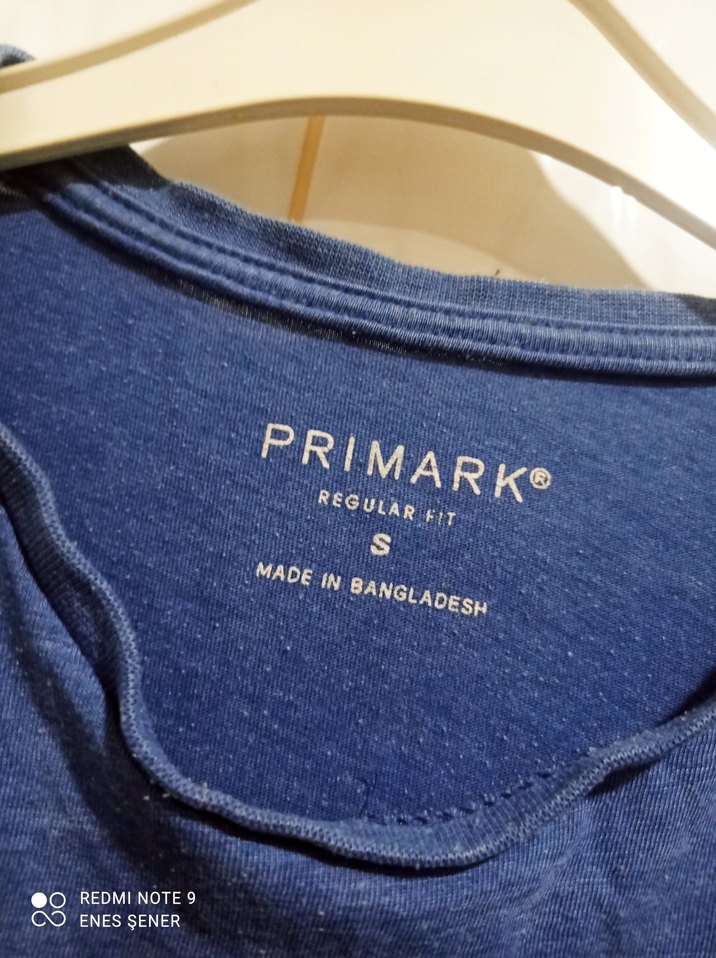 PRIMARK®
REGULAR FIT
S
MADE IN BANGLADESH
REDMI NOTE 9
ENES ŞENER